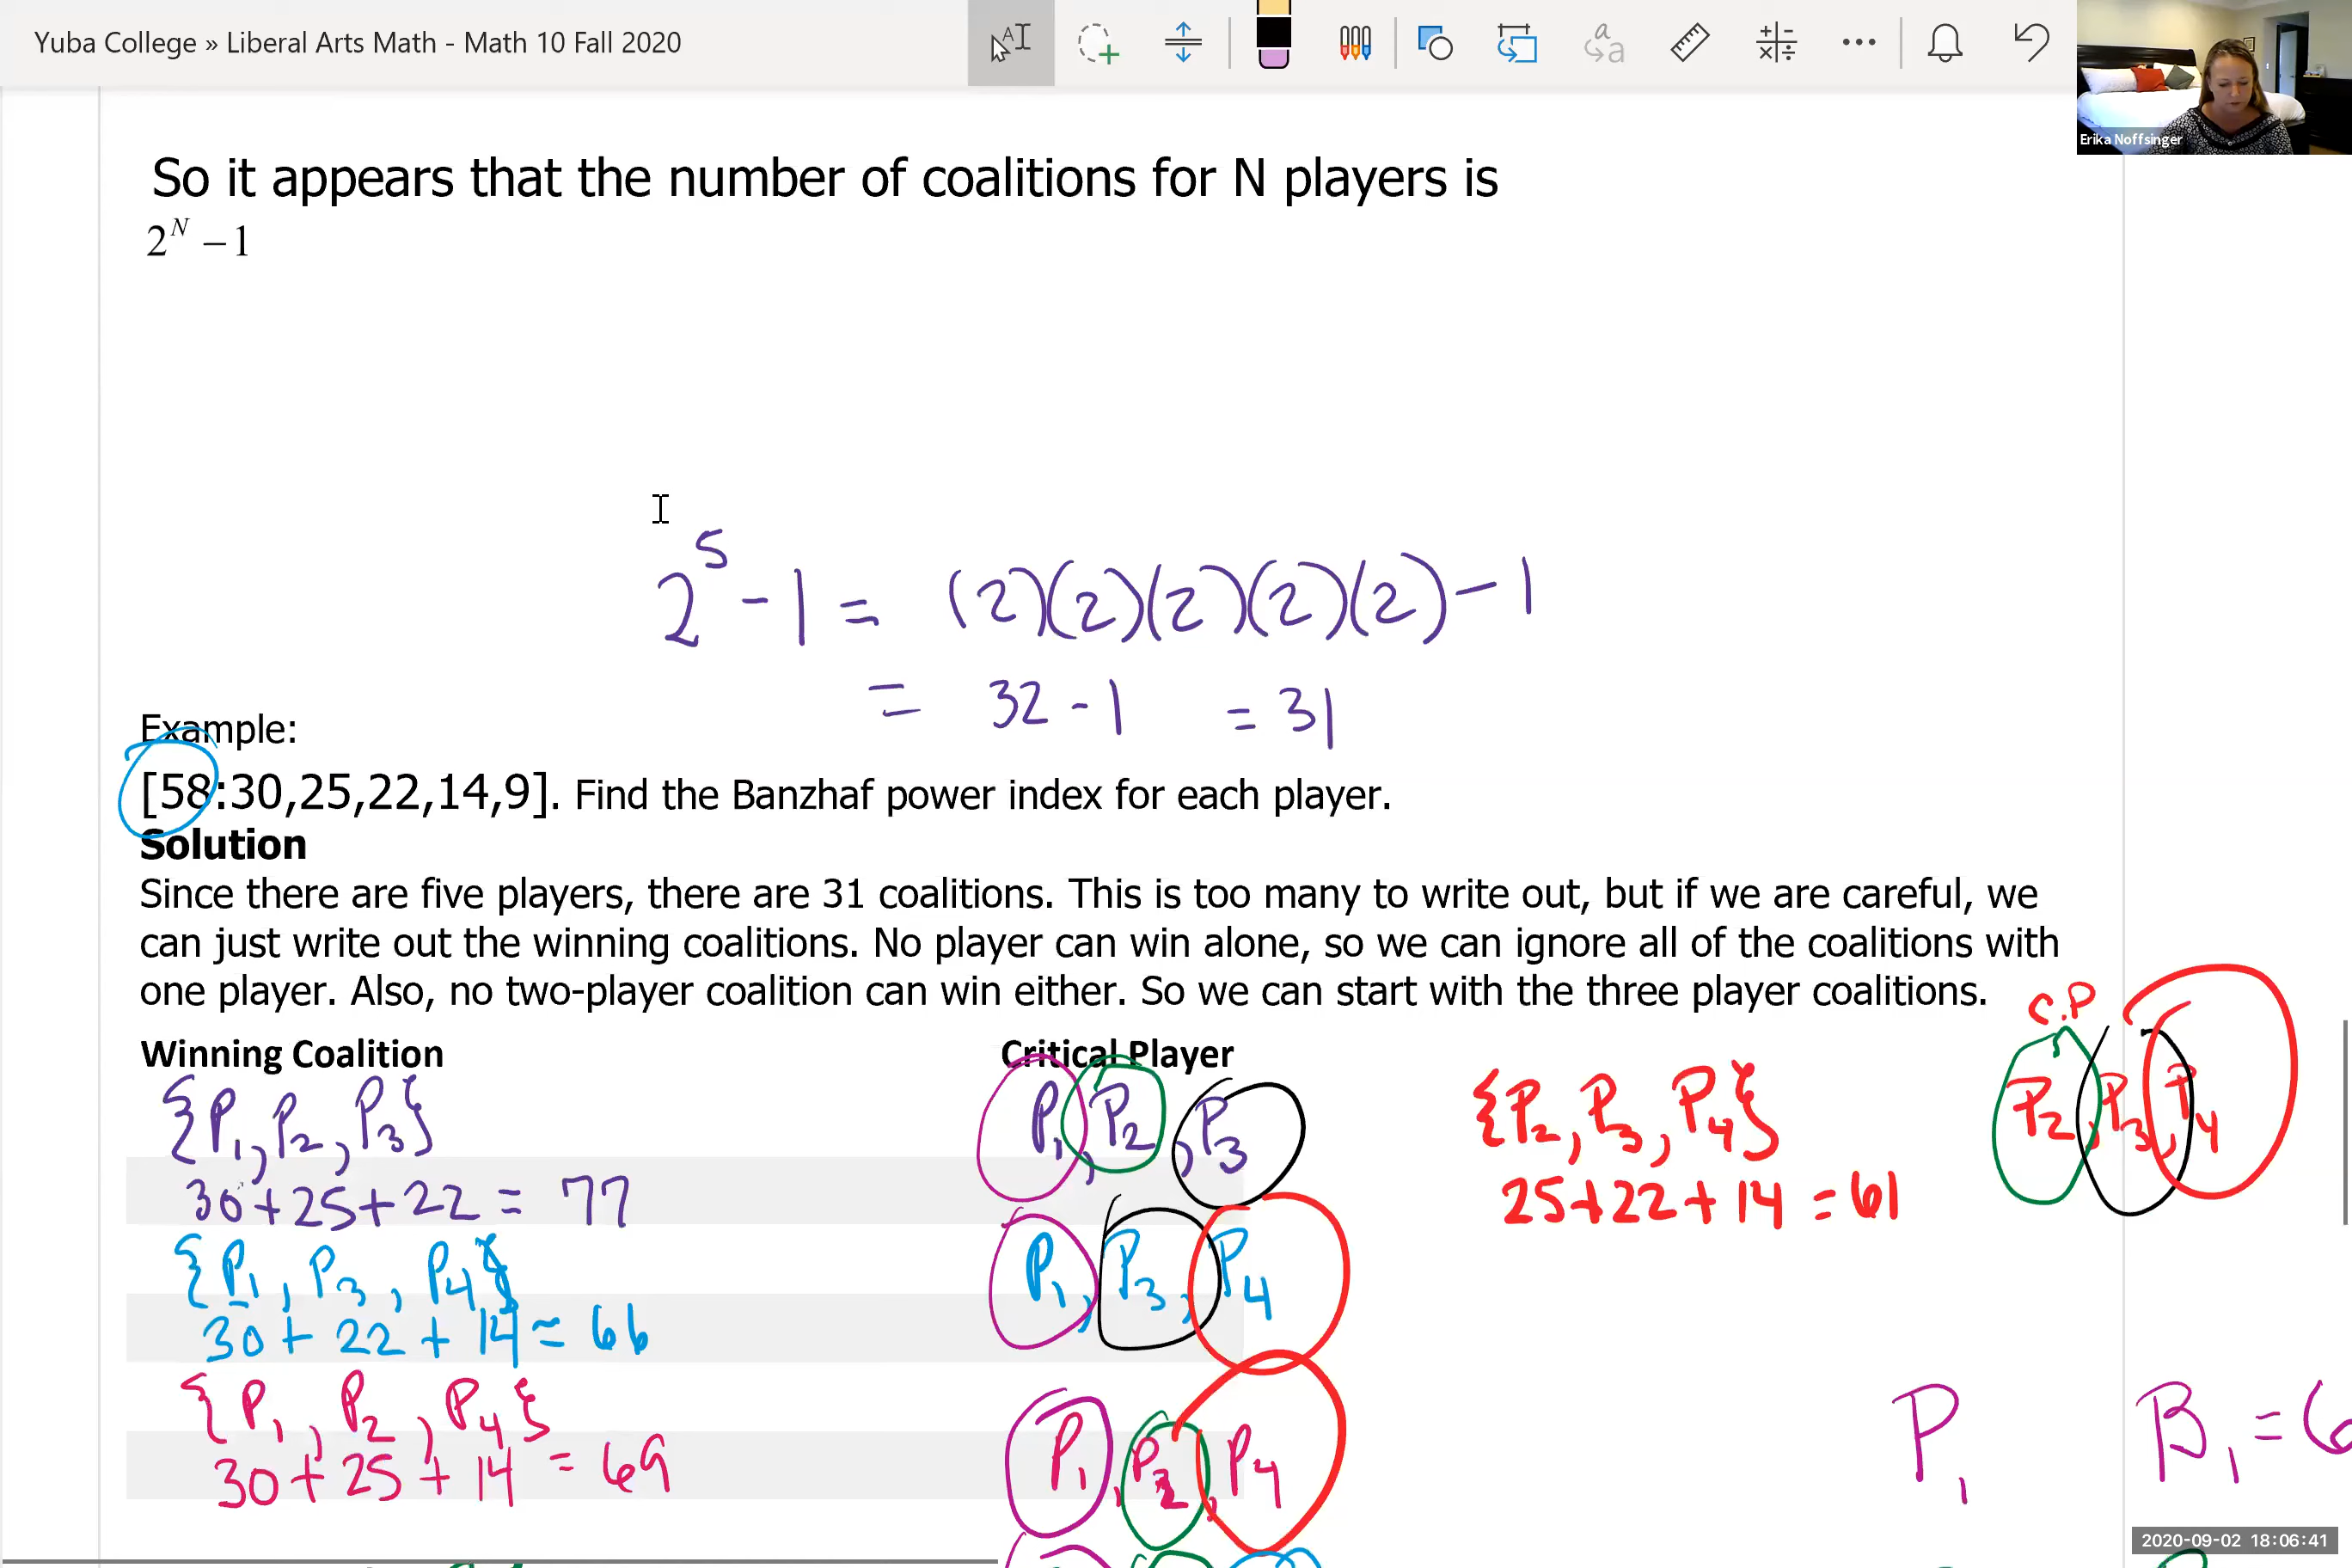 Yuba College » Liberal Arts Math - Math 10 Fall 2020
Erika Noffsinger
So it appears that the number of coalitions for N players is
2^N – 1
2^5 - 1 = (2)(2)(2)(2)(2) - 1
= 32 - 1 = 31
Example:
[58:30,25,22,14,9]. Find the Banzhaf power index for each player.
Solution
Since there are five players, there are 31 coalitions. This is too many to write out, but if we are careful, we
can just write out the winning coalitions. No player can win alone, so we can ignore all of the coalitions with
one player. Also, no two-player coalition can win either. So we can start with the three player coalitions.
C.P
Winning Coalition Critical Player
{P1, P2, P3} P1, P2, P3 {P2, P3, P4} P2, P3, P4
30+25+22 = 77 25+22+14 = 61
{P1, P3, P4} P1, P3, P4
30+22+14 = 66
{P1, P2, P4} P1, P2, P4 P1 B1 = 6
30+25+14 = 69
2020-09-02 18:06:41